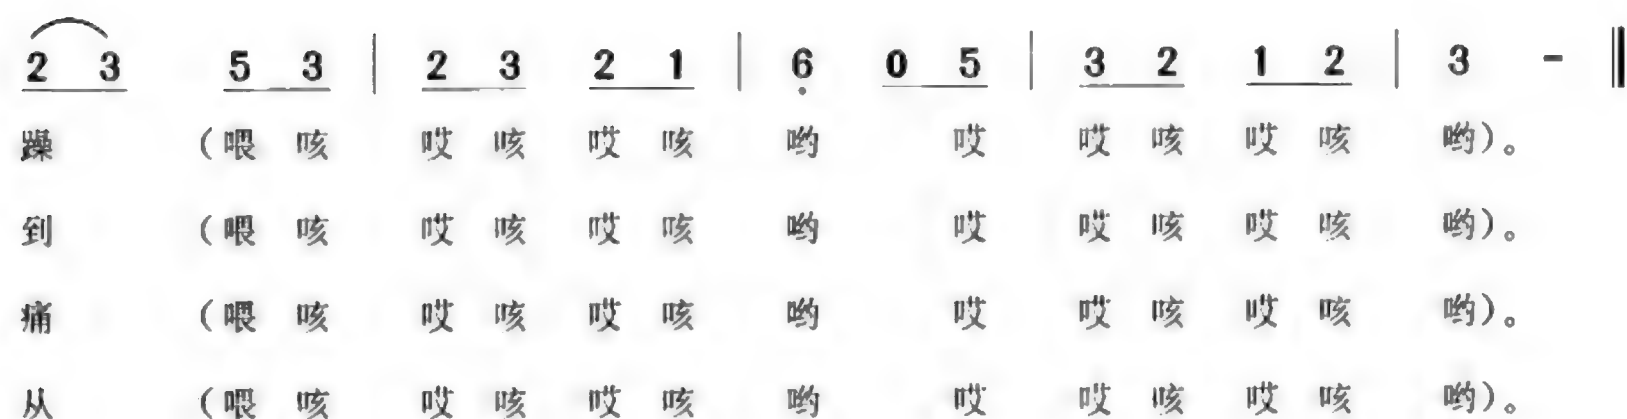 2 3 5 3 | 2 3 2 1 | 6̣ 0 5 | 3 2 1 2 | 3 - ‖
躁 (喂 咳 哎 咳 哎 咳 哟 哎 哎 咳 哎 咳 哟)。
到 (喂 咳 哎 咳 哎 咳 哟 哎 哎 咳 哎 咳 哟)。
痛 (喂 咳 哎 咳 哎 咳 哟 哎 哎 咳 哎 咳 哟)。
从 (喂 咳 哎 咳 哎 咳 哟 哎 哎 咳 哎 咳 哟)。